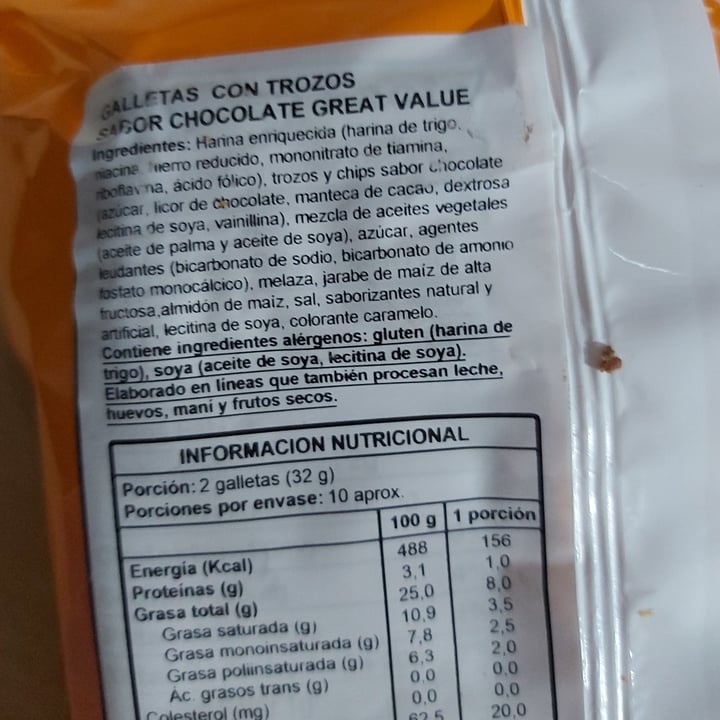 GALLETAS CON TROZOS
SABOR CHOCOLATE GREAT VALUE
Ingredientes: Harina enriquecida (harina de trigo,
niacina, hierro reducido, mononitrato de tiamina,
riboflavina, ácido fólico), trozos y chips sabor chocolate
(azúcar, licor de chocolate, manteca de cacao, dextrosa
lecitina de soya, vainillina), mezcla de aceites vegetales
(aceite de palma y aceite de soya), azúcar, agentes
leudantes (bicarbonato de sodio, bicarbonato de amonio
fosfato monocálcico), melaza, jarabe de maíz de alta
fructosa,almidón de maiz, sal, saborizantes natural y
artificial, lecitina de soya, colorante caramelo.
Contiene ingredientes alérgenos: gluten (harina de
trigo), soya (aceite de soya, lecitina de soya).
Elaborado en líneas que también procesan leche,
huevos, maní y frutos secos.
INFORMACION NUTRICIONAL
Porción: 2 galletas (32 g)
Porciones por envase: 10 aprox.
100 g 1 porción
Energía (Kcal) 488 156
Proteínas (g) 3,1 1,0
Grasa total (g) 25,0 8,0
Grasa saturada (g) 10,9 3,5
Grasa monoinsaturada (g) 7,8 2,5
Grasa poliinsaturada (g) 6,3 2,0
Ác. grasos trans (g) 0,0 0,0
Colesterol (mg) 0,0 0,0
62,5 20,0